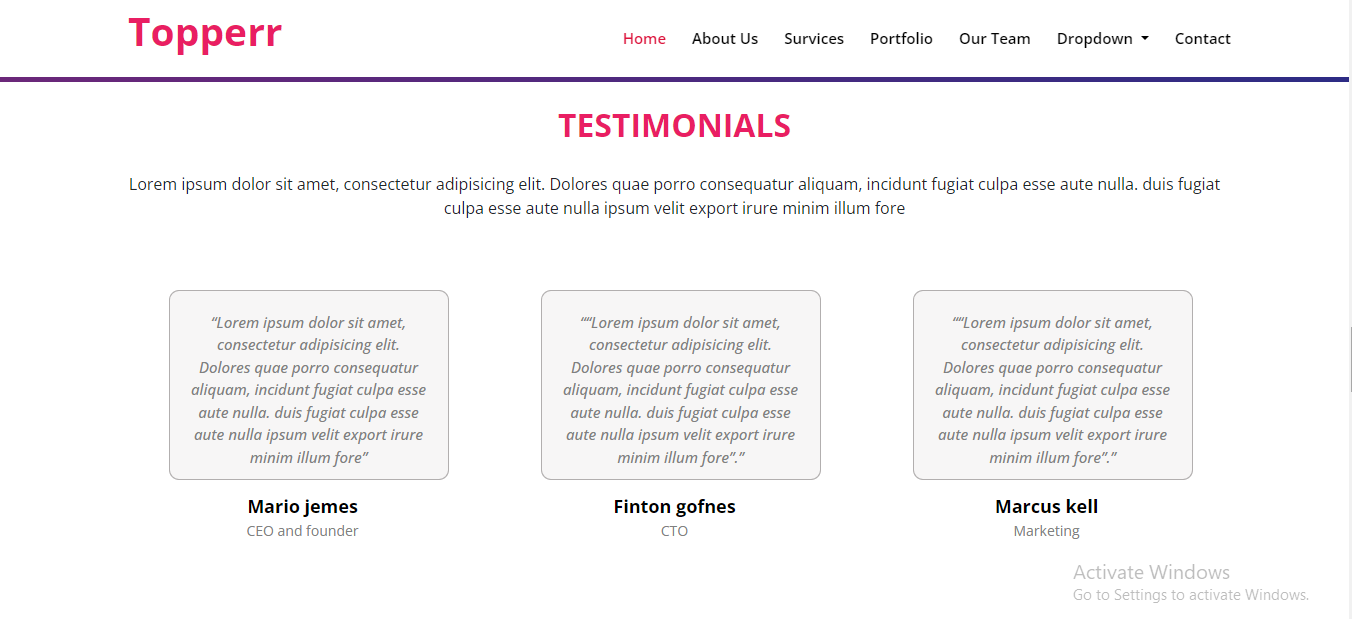 Topperr
Home About Us Survices Portfolio Our Team Dropdown Contact
TESTIMONIALS
Lorem ipsum dolor sit amet, consectetur adipisicing elit. Dolores quae porro consequatur aliquam, incidunt fugiat culpa esse aute nulla. duis fugiat
culpa esse aute nulla ipsum velit export irure minim illum fore
“Lorem ipsum dolor sit amet,
consectetur adipisicing elit.
Dolores quae porro consequatur
aliquam, incidunt fugiat culpa esse
aute nulla. duis fugiat culpa esse
aute nulla ipsum velit export irure
minim illum fore”
Mario jemes
CEO and founder
““Lorem ipsum dolor sit amet,
consectetur adipisicing elit.
Dolores quae porro consequatur
aliquam, incidunt fugiat culpa esse
aute nulla. duis fugiat culpa esse
aute nulla ipsum velit export irure
minim illum fore”.”
Finton gofnes
CTO
““Lorem ipsum dolor sit amet,
consectetur adipisicing elit.
Dolores quae porro consequatur
aliquam, incidunt fugiat culpa esse
aute nulla. duis fugiat culpa esse
aute nulla ipsum velit export irure
minim illum fore”.”
Marcus kell
Marketing
Activate Windows
Go to Settings to activate Windows.